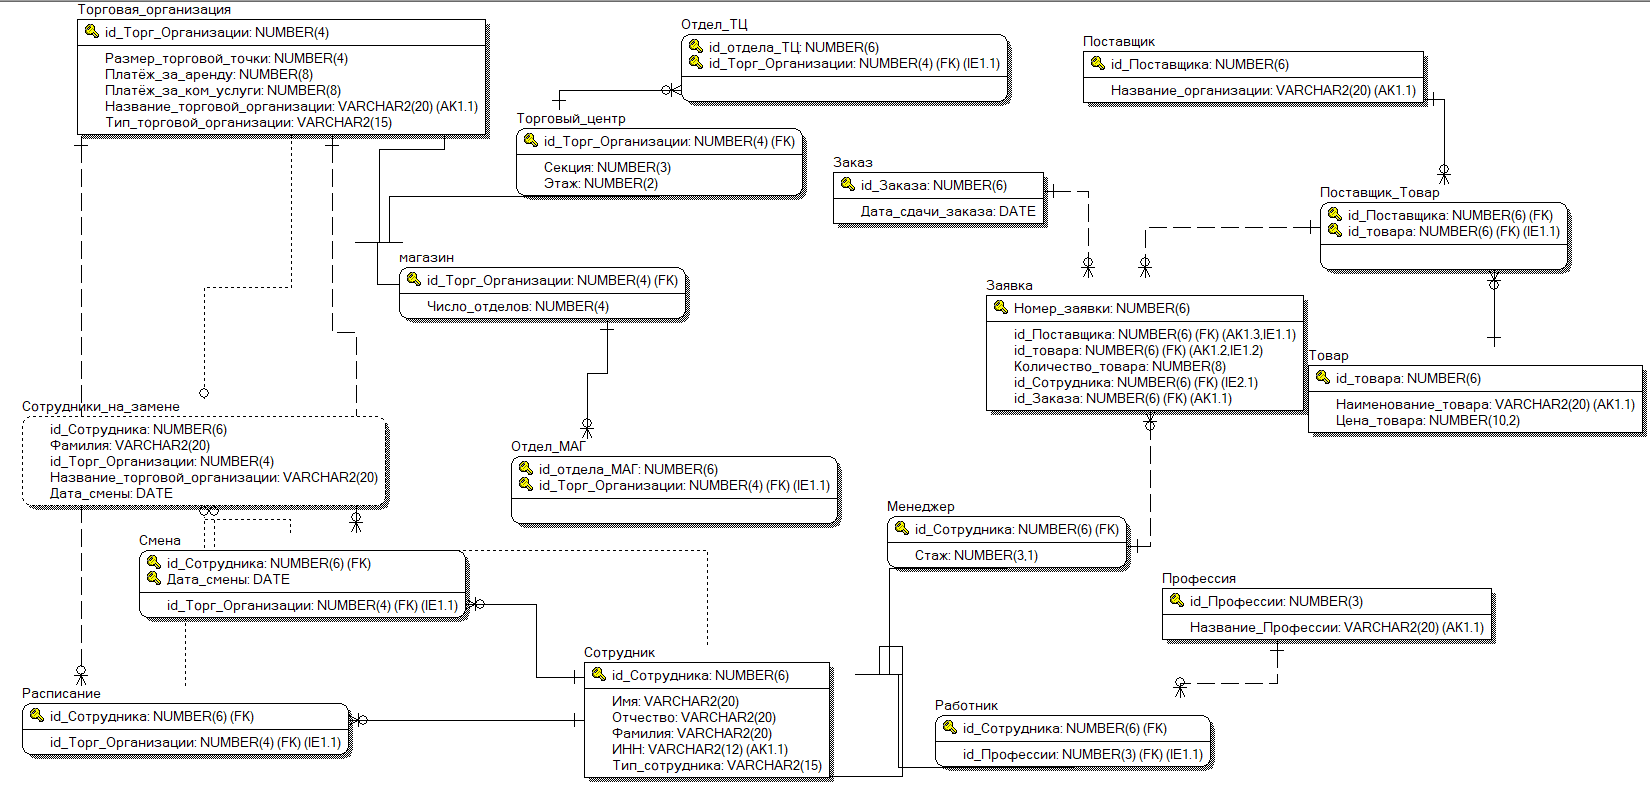 Торговая_организация
id_Торг_Организации: NUMBER(4)
Размер_торговой_точки: NUMBER(4)
Платёж_за_аренду: NUMBER(8)
Платёж_за_ком_услуги: NUMBER(8)
Название_торговой_организации: VARCHAR2(20) (AK1.1)
Тип_торговой_организации: VARCHAR2(15)
Отдел_ТЦ
id_отдела_ТЦ: NUMBER(6)
id_Торг_Организации: NUMBER(4) (FK) (IE1.1)
Поставщик
id_Поставщика: NUMBER(6)
Название_организации: VARCHAR2(20) (AK1.1)
Торговый_центр
id_Торг_Организации: NUMBER(4) (FK)
Секция: NUMBER(3)
Этаж: NUMBER(2)
Заказ
id_Заказа: NUMBER(6)
Дата_сдачи_заказа: DATE
Поставщик_Товар
id_Поставщика: NUMBER(6) (FK)
id_товара: NUMBER(6) (FK) (IE1.1)
магазин
id_Торг_Организации: NUMBER(4) (FK)
Число_отделов: NUMBER(4)
Заявка
Номер_заявки: NUMBER(6)
id_Поставщика: NUMBER(6) (FK) (AK1.3,IE1.1)
id_товара: NUMBER(6) (FK) (AK1.2,IE1.2)
Количество_товара: NUMBER(8)
id_Сотрудника: NUMBER(6) (FK) (IE2.1)
id_Заказа: NUMBER(6) (FK) (AK1.1)
Товар
id_товара: NUMBER(6)
Наименование_товара: VARCHAR2(20) (AK1.1)
Цена_товара: NUMBER(10,2)
Сотрудники_на_замене
id_Сотрудника: NUMBER(6)
Фамилия: VARCHAR2(20)
id_Торг_Организации: NUMBER(4)
Название_торговой_организации: VARCHAR2(20)
Дата_смены: DATE
Отдел_МАГ
id_отдела_МАГ: NUMBER(6)
id_Торг_Организации: NUMBER(4) (FK) (IE1.1)
Менеджер
id_Сотрудника: NUMBER(6) (FK)
Стаж: NUMBER(3,1)
Смена
id_Сотрудника: NUMBER(6) (FK)
Дата_смены: DATE
id_Торг_Организации: NUMBER(4) (FK) (IE1.1)
Профессия
id_Профессии: NUMBER(3)
Название_Профессии: VARCHAR2(20) (AK1.1)
Сотрудник
id_Сотрудника: NUMBER(6)
Имя: VARCHAR2(20)
Отчество: VARCHAR2(20)
Фамилия: VARCHAR2(20)
ИНН: VARCHAR2(12) (AK1.1)
Тип_сотрудника: VARCHAR2(15)
Расписание
id_Сотрудника: NUMBER(6) (FK)
id_Торг_Организации: NUMBER(4) (FK) (IE1.1)
Работник
id_Сотрудника: NUMBER(6) (FK)
id_Профессии: NUMBER(3) (FK) (IE1.1)